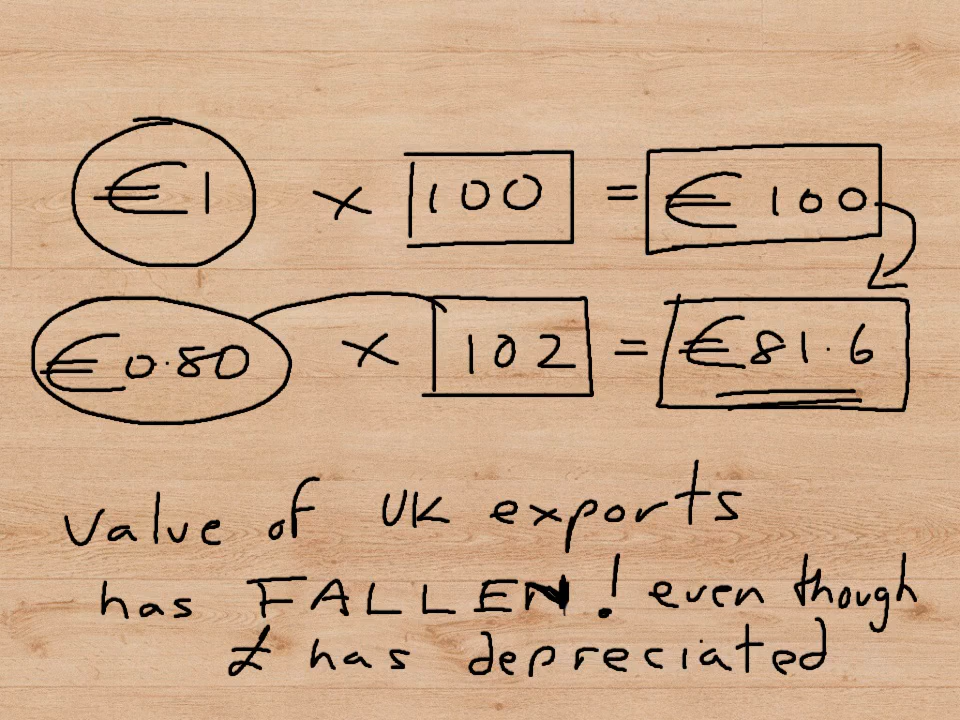 €1 × 100 = €100
€0.80 × 102 = €81.6
Value of UK exports
has FALLEN! even though
£ has depreciated